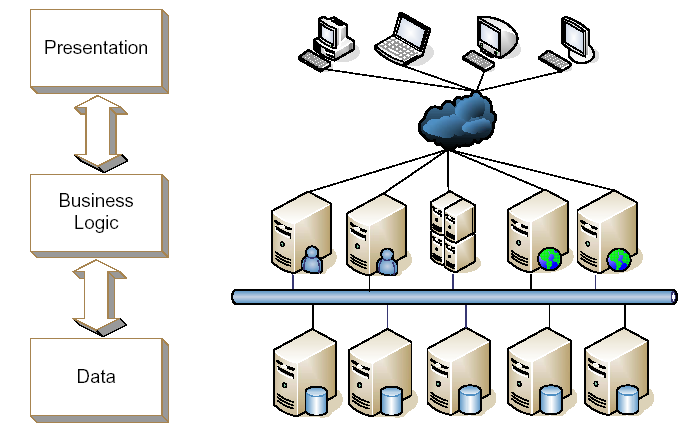 Presentation
Business
Logic
Data